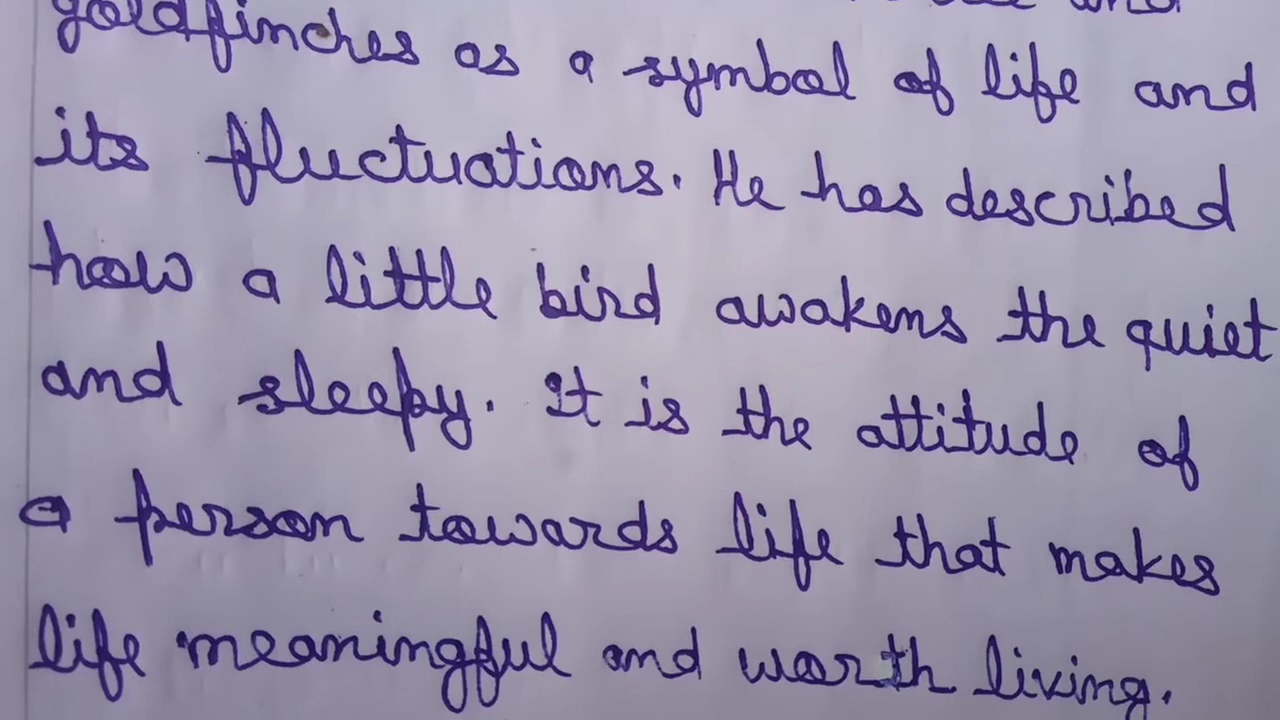 and
goldfinches as a symbol of life and
its fluctuations. He has described
how a little bird awakens the quiet
and sleepy. It is the attitude of
a person towards life that makes
life meaningful and worth living.